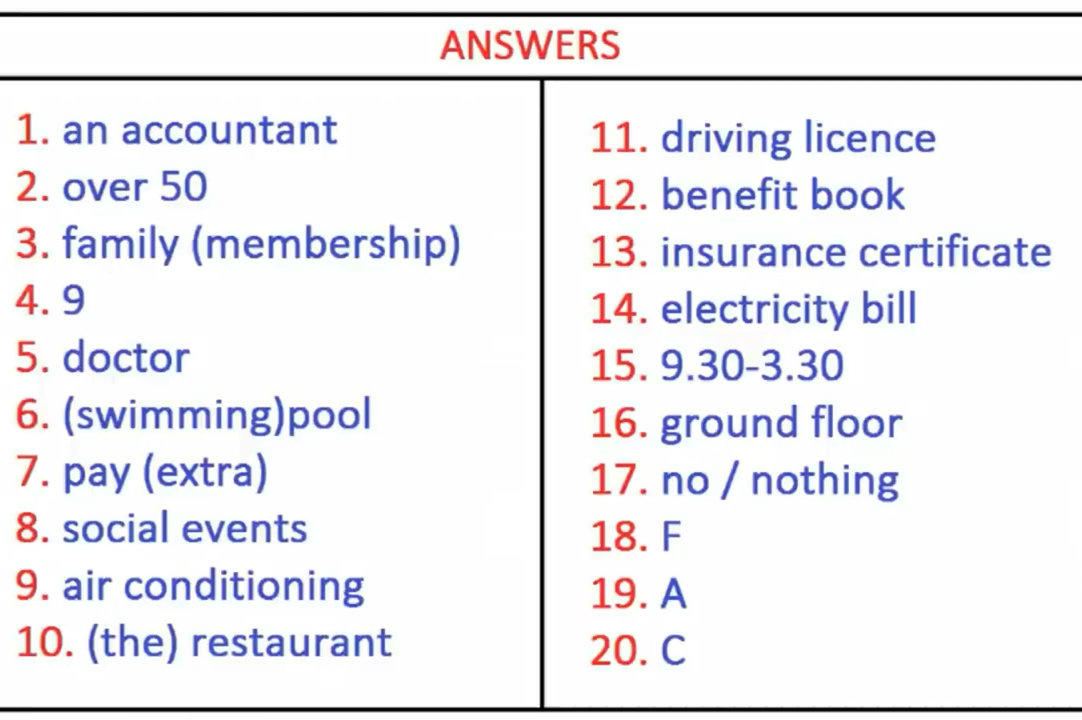 ANSWERS
1. an accountant
2. over 50
3. family (membership)
4. 9
5. doctor
6. (swimming)pool
7. pay (extra)
8. social events
9. air conditioning
10. (the) restaurant
11. driving licence
12. benefit book
13. insurance certificate
14. electricity bill
15. 9.30-3.30
16. ground floor
17. no / nothing
18. F
19. A
20. C